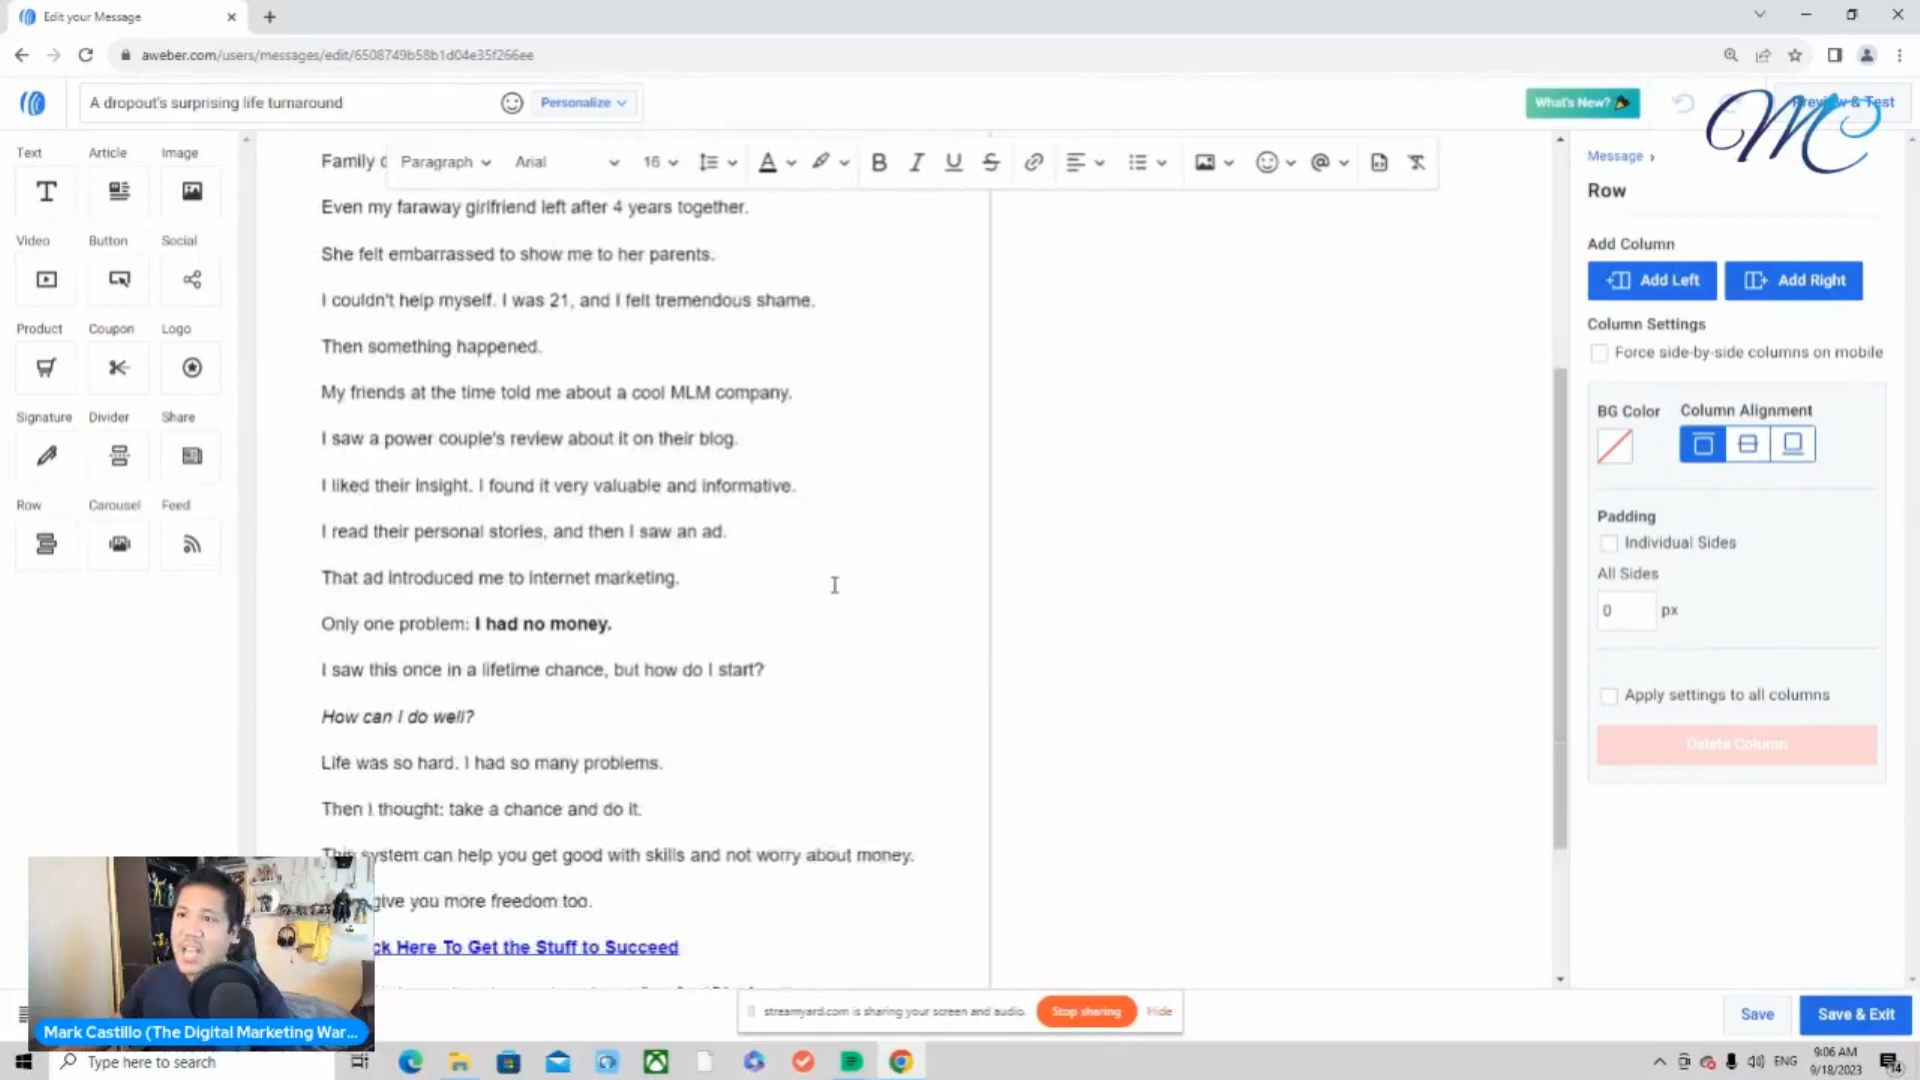 Edit your Message
aweber.com/users/messages/edit/6508749b58b1d04e35f266ee
A dropout's surprising life turnaround
Personalize
What's New?
Preview & Test
MC
Text
Article
Image
Video
Button
Social
Product
Coupon
Logo
Signature
Divider
Share
Row
Carousel
Feed
Paragraph
Arial
16
Family
Even my faraway girlfriend left after 4 years together.
She felt embarrassed to show me to her parents.
I couldn't help myself. I was 21, and I felt tremendous shame.
Then something happened.
My friends at the time told me about a cool MLM company.
I saw a power couple's review about it on their blog.
I liked their insight. I found it very valuable and informative.
I read their personal stories, and then I saw an ad.
That ad introduced me to internet marketing.
Only one problem: I had no money.
I saw this once in a lifetime chance, but how do I start?
How can I do well?
Life was so hard. I had so many problems.
Then I thought: take a chance and do it.
This system can help you get good with skills and not worry about money.
give you more freedom too.
ck Here To Get the Stuff to Succeed
Message
Row
Add Column
Add Left
Add Right
Column Settings
Force side-by-side columns on mobile
BG Color
Column Alignment
Padding
Individual Sides
All Sides
0 px
Apply settings to all columns
Delete Column
Save
Save & Exit
streamyard.com is sharing your screen and audio.
Stop sharing
Hide
Mark Castillo (The Digital Marketing War...
Type here to search
ENG
9:06 AM
9/18/2023
14